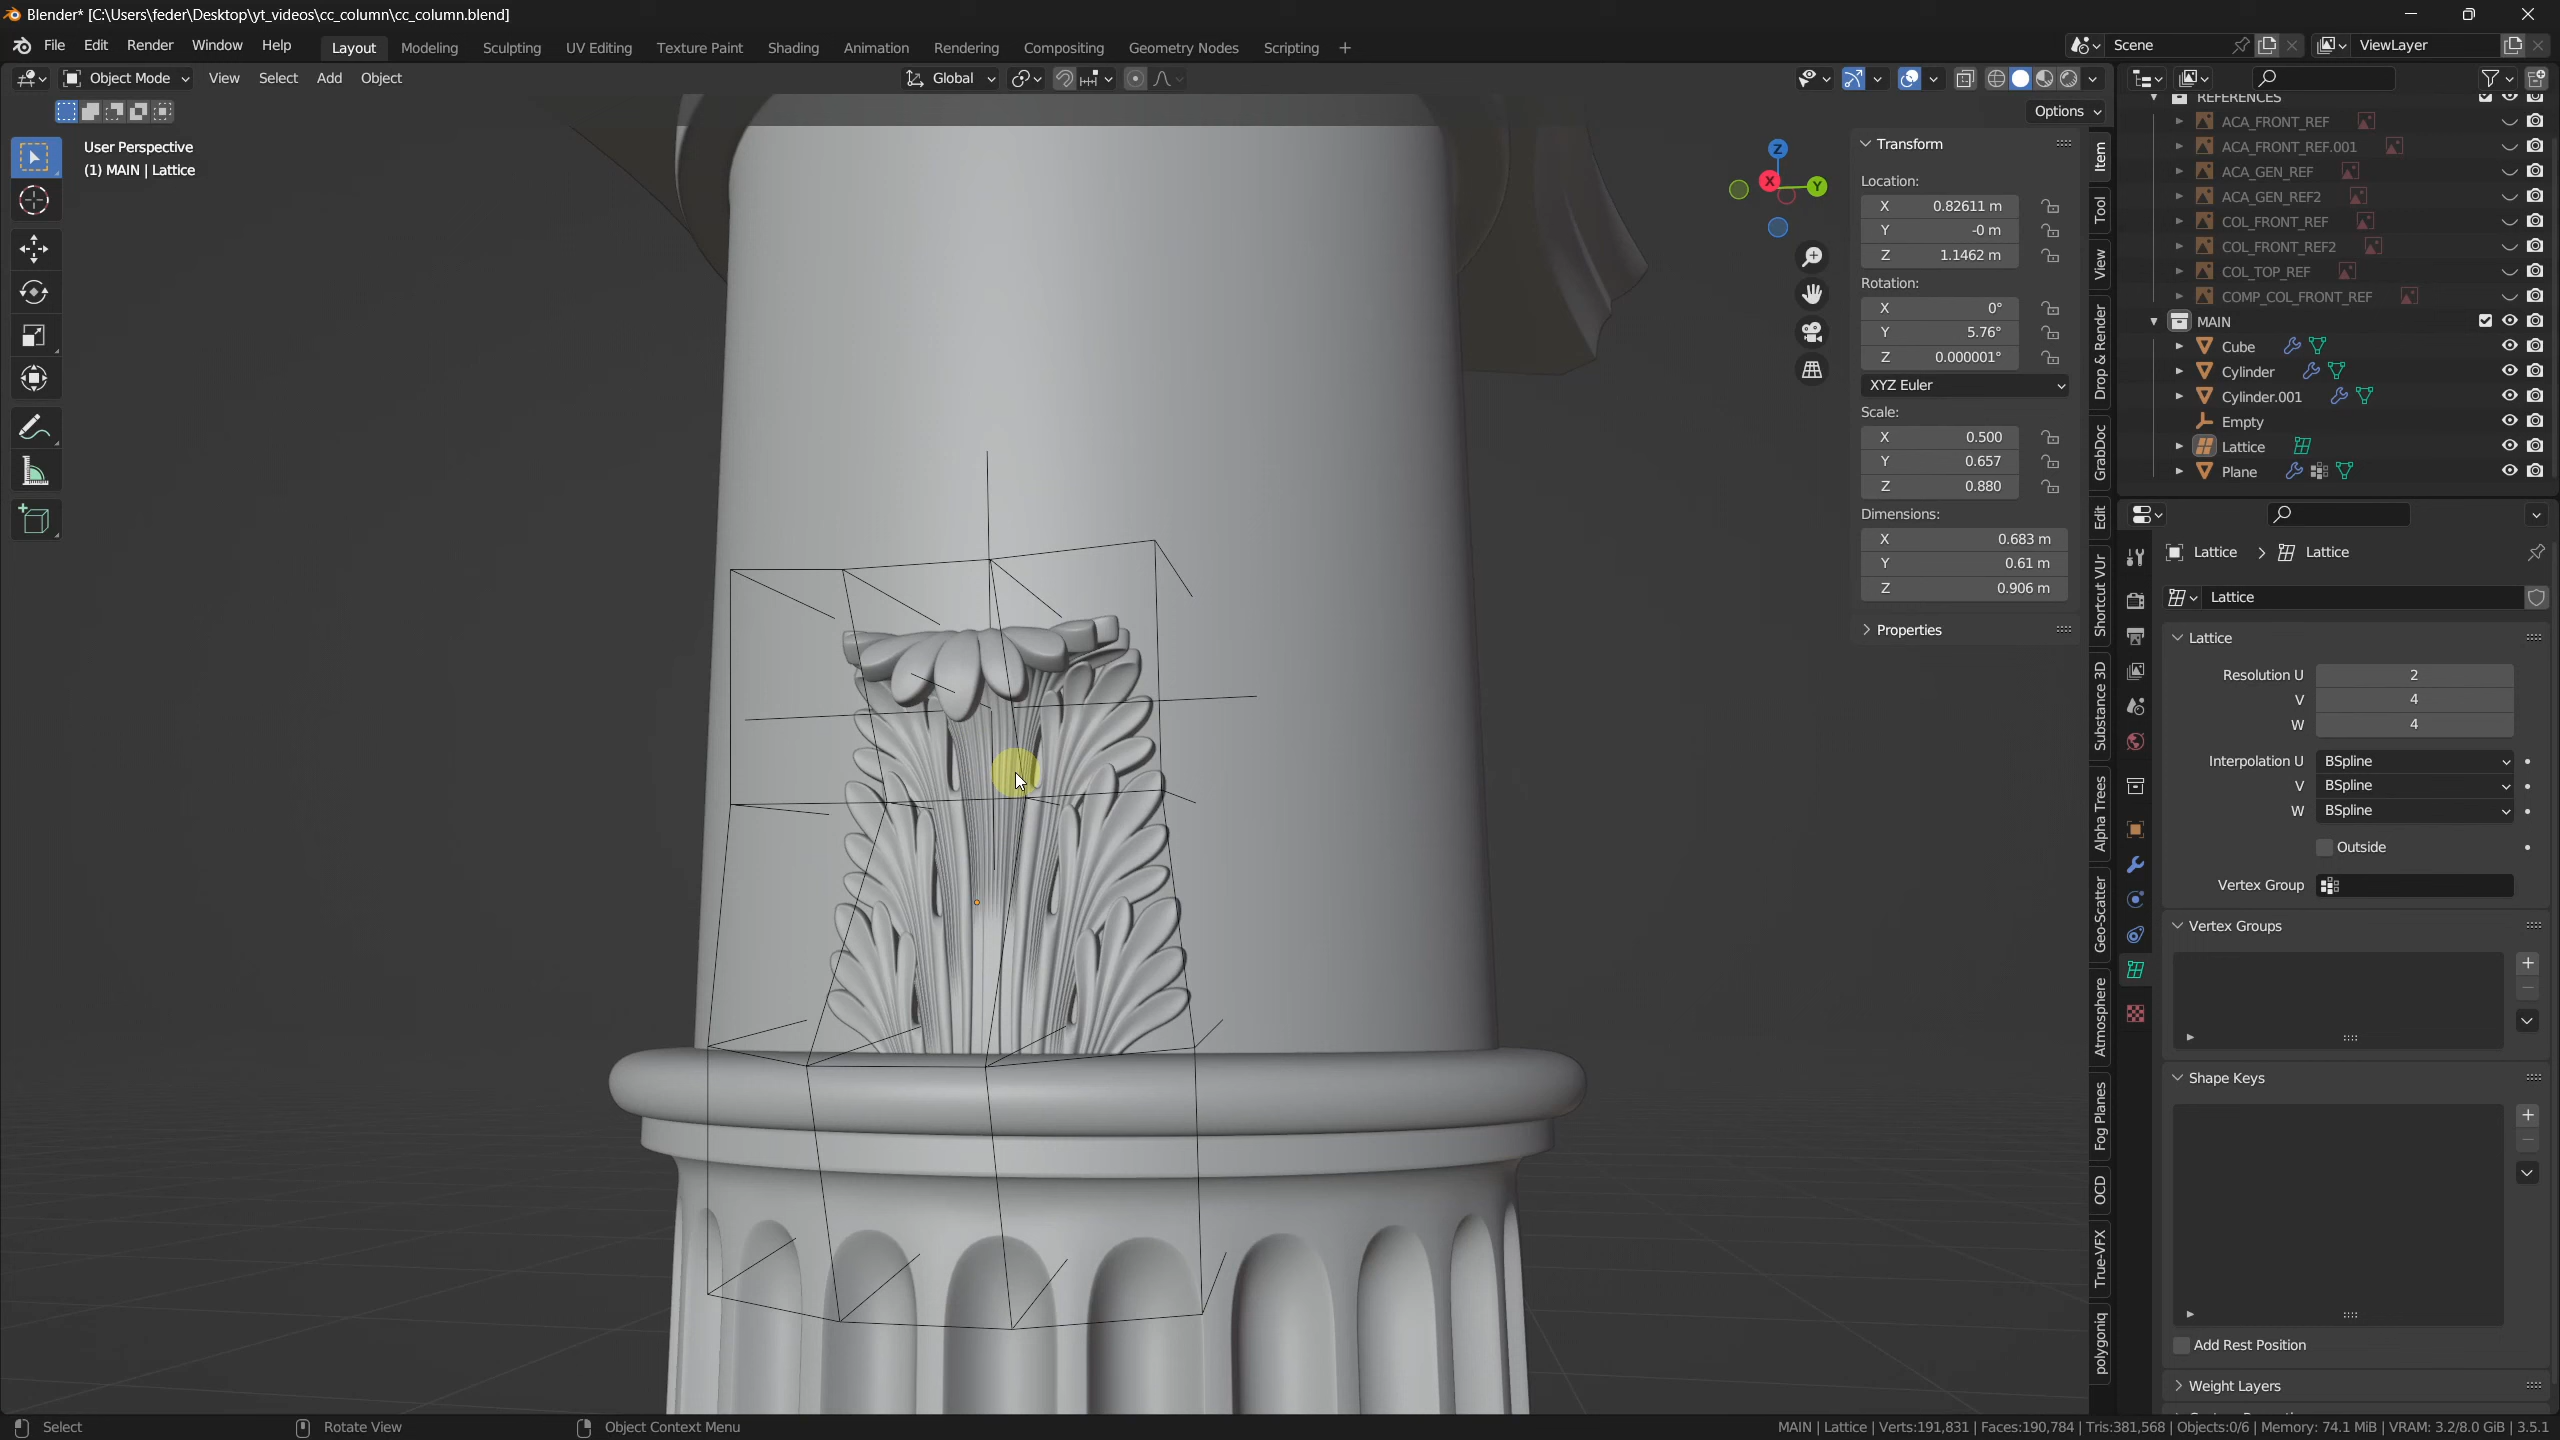 Blender* [C:\Users\feder\Desktop\yt_videos\cc_column\cc_column.blend]
File Edit Render Window Help Layout Modeling Sculpting UV Editing Texture Paint Shading Animation Rendering Compositing Geometry Nodes Scripting + Scene ViewLayer
Object Mode View Select Add Object Global
Options
User Perspective
(1) MAIN | Lattice
Z
X
Y
Transform
Location:
X 0.82611 m
Y -0 m
Z 1.1462 m
Rotation:
X 0°
Y 5.76°
Z 0.000001°
XYZ Euler
Scale:
X 0.500
Y 0.657
Z 0.880
Dimensions:
X 0.683 m
Y 0.61 m
Z 0.906 m
Properties
Item
Tool
View
Drop & Render
GrabDoc
Edit
Shortcut VUr
Substance 3D
Alpha Trees
Geo-Scatter
Atmosphere
Fog Planes
OCD
True-VFX
polygoniq
REFERENCES
ACA_FRONT_REF
ACA_FRONT_REF.001
ACA_GEN_REF
ACA_GEN_REF2
COL_FRONT_REF
COL_FRONT_REF2
COL_TOP_REF
COMP_COL_FRONT_REF
MAIN
Cube
Cylinder
Cylinder.001
Empty
Lattice
Plane
Lattice Lattice
Lattice
Lattice
Resolution U 2
V 4
W 4
Interpolation U BSpline
V BSpline
W BSpline
Outside
Vertex Group
Vertex Groups
Shape Keys
Add Rest Position
Weight Layers
Select Rotate View Object Context Menu MAIN | Lattice | Verts:191,831 | Faces:190,784 | Tris:381,568 | Objects:0/6 | Memory: 74.1 MiB | VRAM: 3.2/8.0 GiB | 3.5.1